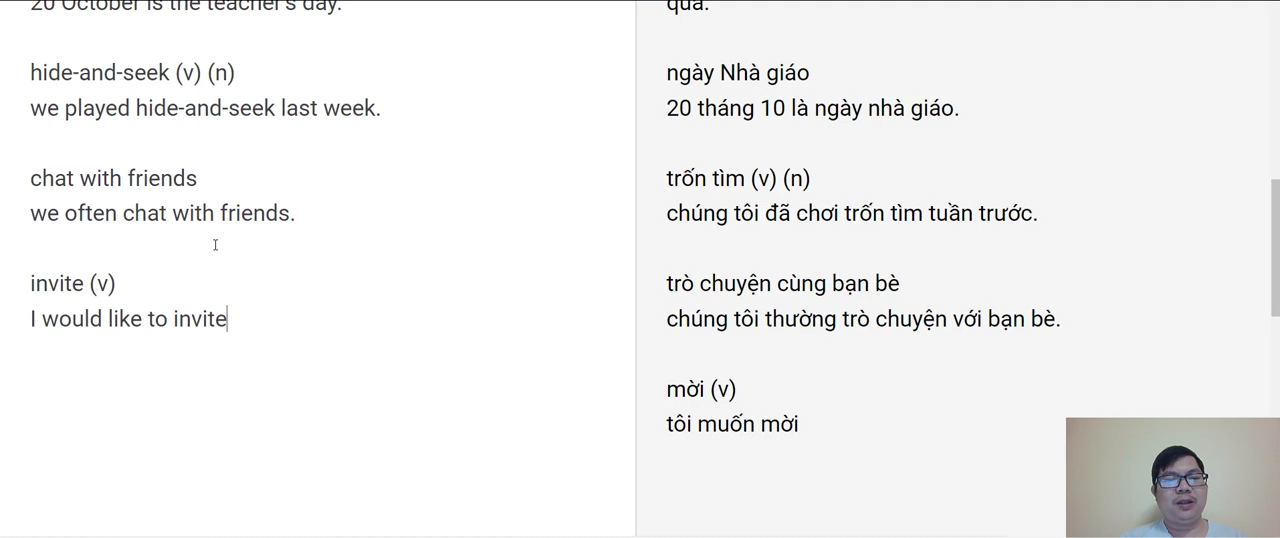 20 October is the teacher's day.
hide-and-seek (v) (n)
we played hide-and-seek last week.
chat with friends
we often chat with friends.
invite (v)
I would like to invite
quà.
ngày Nhà giáo
20 tháng 10 là ngày nhà giáo.
trốn tìm (v) (n)
chúng tôi đã chơi trốn tìm tuần trước.
trò chuyện cùng bạn bè
chúng tôi thường trò chuyện với bạn bè.
mời (v)
tôi muốn mời